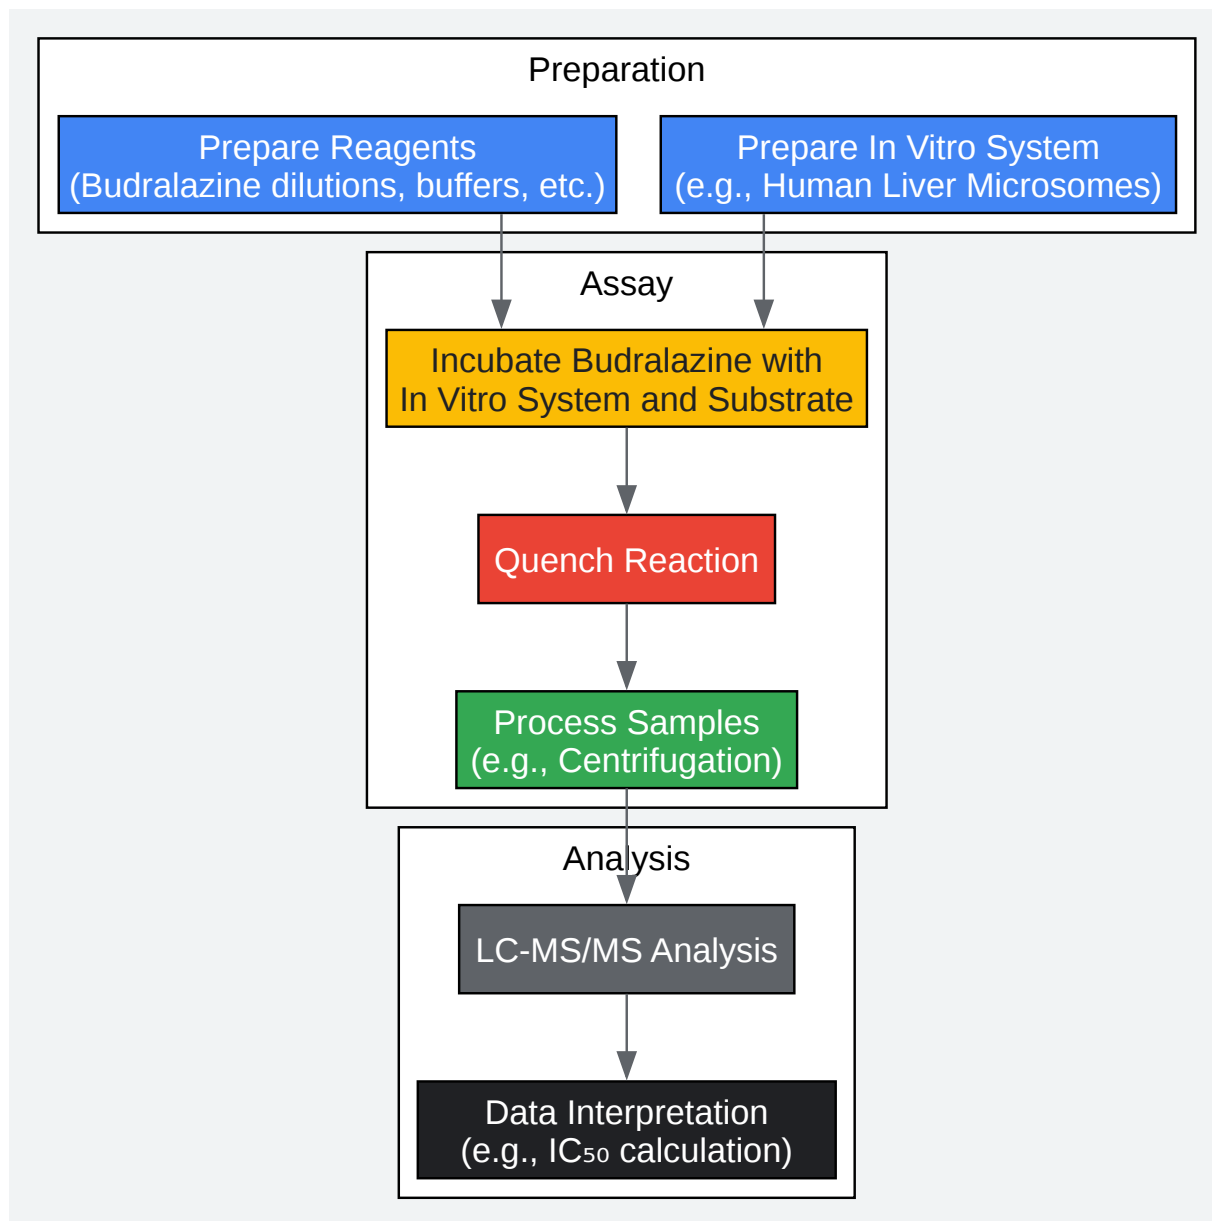 Preparation
Prepare Reagents
(Budralazine dilutions, buffers, etc.)
Prepare In Vitro System
(e.g., Human Liver Microsomes)
Assay
Incubate Budralazine with
In Vitro System and Substrate
Quench Reaction
Process Samples
(e.g., Centrifugation)
Analysis
LC-MS/MS Analysis
Data Interpretation
(e.g., IC₅₀ calculation)